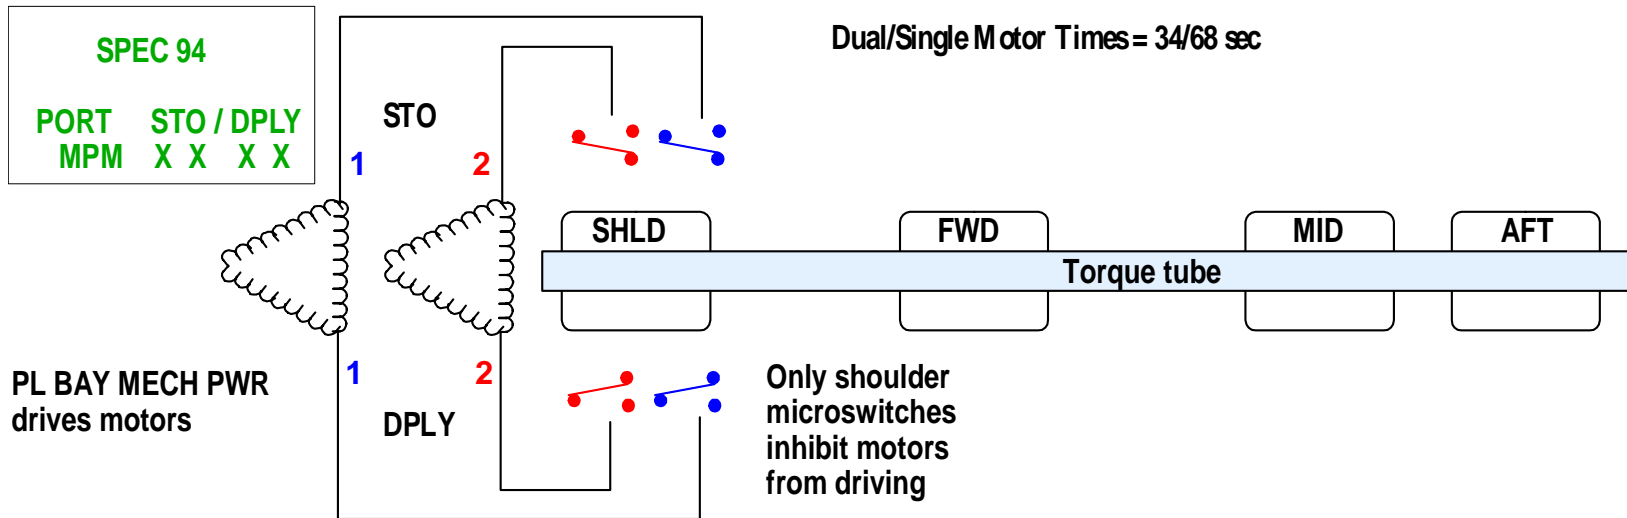 SPEC 94
PORT STO / DPLY
MPM X X X X
Dual/Single Motor Times = 34/68 sec
STO
1
2
SHLD
FWD
MID
AFT
Torque tube
1
2
DPLY
PL BAY MECH PWR
drives motors
Only shoulder
microswitches
inhibit motors
from driving